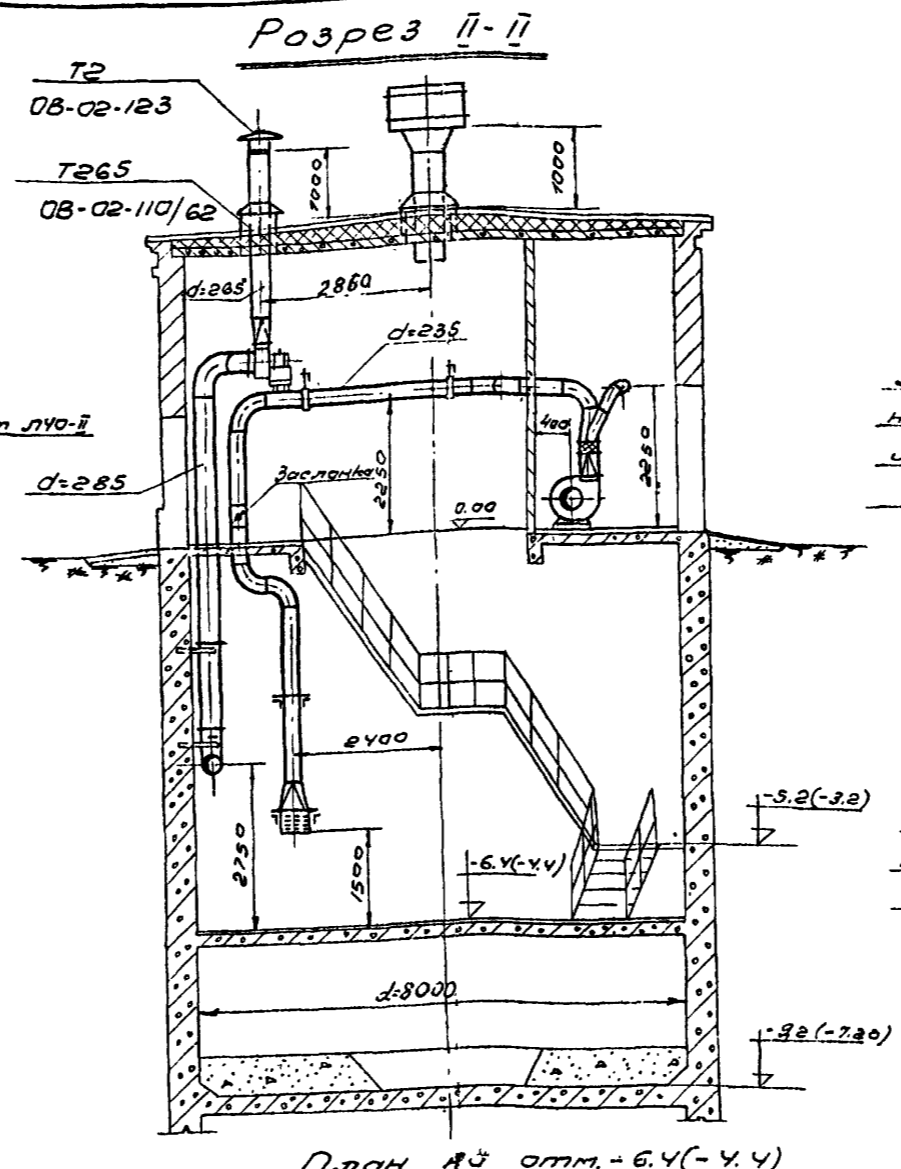 Разрез II-II
Т2
ОВ-02-123
Т265
ОВ-02-110/62
1000
1000
d=265
2860
d=235
d=285
Заслонка
2250
400
2250
0.00
2400
2750
1500
-5.2(-3.2)
-6.4(-4.4)
d=8000
-9.2(-7.20)
План на отм. -6.4(-4.4)